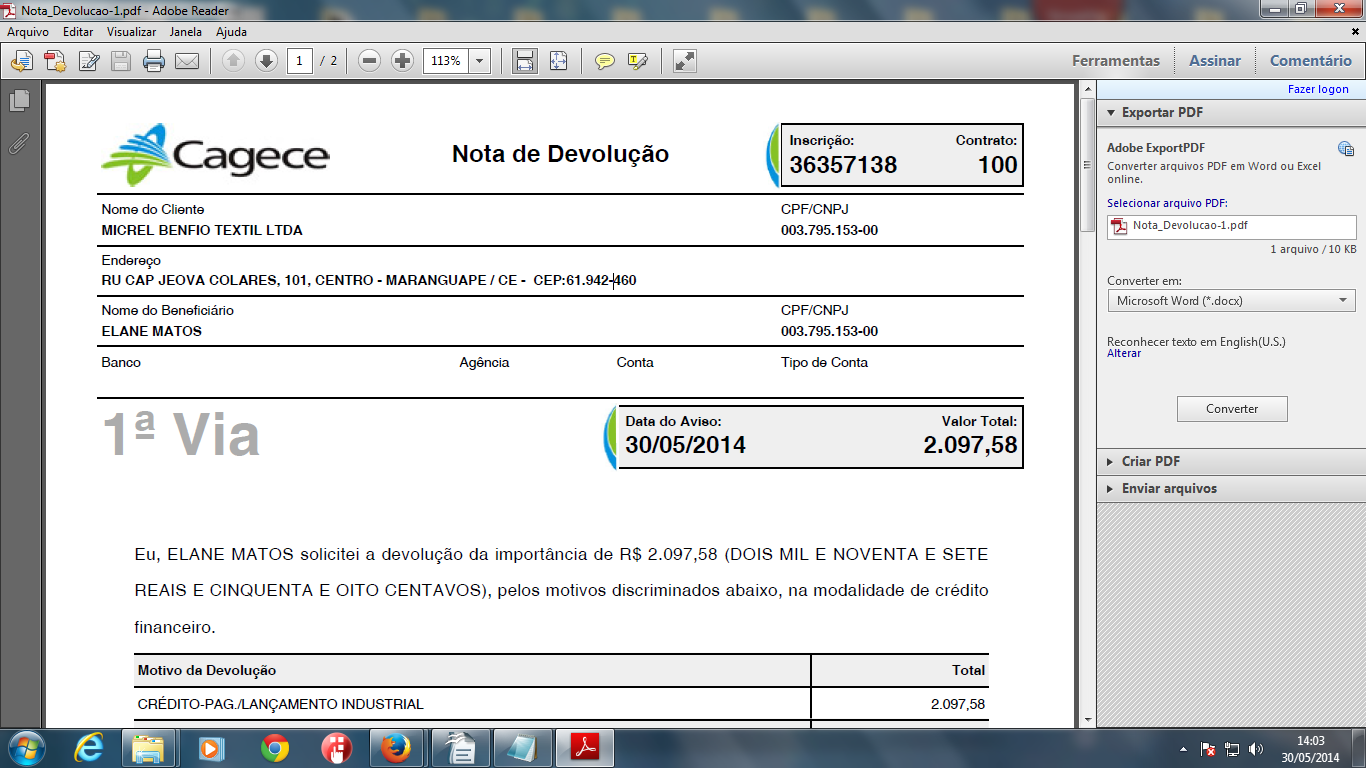 Nota_Devolucao-1.pdf - Adobe Reader
Arquivo Editar Visualizar Janela Ajuda
1 / 2 113% Ferramentas Assinar Comentário
Fazer logon
Cagece
Nota de Devolução
Inscrição: Contrato:
36357138 100
Nome do Cliente CPF/CNPJ
MICREL BENFIO TEXTIL LTDA 003.795.153-00
Endereço
RU CAP JEOVA COLARES, 101, CENTRO - MARANGUAPE / CE - CEP:61.942-460
Nome do Beneficiário CPF/CNPJ
ELANE MATOS 003.795.153-00
Banco Agência Conta Tipo de Conta
1ª Via
Data do Aviso: Valor Total:
30/05/2014 2.097,58
Eu, ELANE MATOS solicitei a devolução da importância de R$ 2.097,58 (DOIS MIL E NOVENTA E SETE
REAIS E CINQUENTA E OITO CENTAVOS), pelos motivos discriminados abaixo, na modalidade de crédito
financeiro.
Motivo da Devolução Total
CRÉDITO-PAG./LANÇAMENTO INDUSTRIAL 2.097,58
Exportar PDF
Adobe ExportPDF
Converter arquivos PDF em Word ou Excel
online.
Selecionar arquivo PDF:
Nota_Devolucao-1.pdf
1 arquivo / 10 KB
Converter em:
Microsoft Word (*.docx)
Reconhecer texto em English(U.S.)
Alterar
Converter
Criar PDF
Enviar arquivos
14:03
30/05/2014